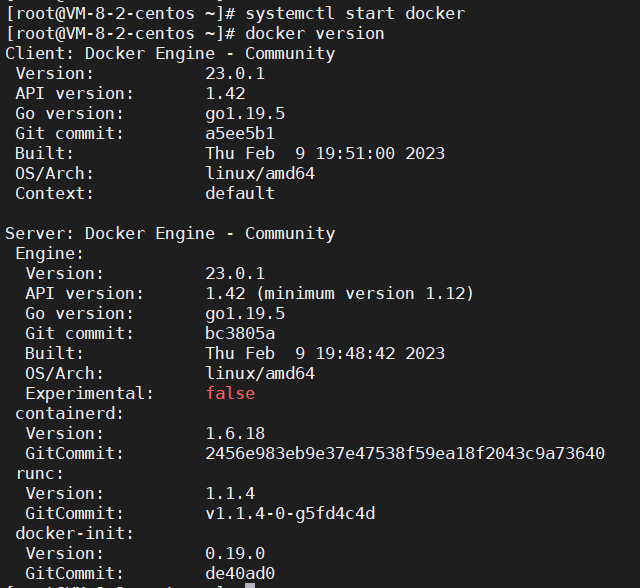 [root@VM-8-2-centos ~]# systemctl start docker
[root@VM-8-2-centos ~]# docker version
Client: Docker Engine - Community
 Version:           23.0.1
 API version:       1.42
 Go version:        go1.19.5
 Git commit:        a5ee5b1
 Built:             Thu Feb  9 19:51:00 2023
 OS/Arch:           linux/amd64
 Context:           default

Server: Docker Engine - Community
 Engine:
  Version:          23.0.1
  API version:      1.42 (minimum version 1.12)
  Go version:       go1.19.5
  Git commit:       bc3805a
  Built:            Thu Feb  9 19:48:42 2023
  OS/Arch:          linux/amd64
  Experimental:     false
 containerd:
  Version:          1.6.18
  GitCommit:        2456e983eb9e37e47538f59ea18f2043c9a73640
 runc:
  Version:          1.1.4
  GitCommit:        v1.1.4-0-g5fd4c4d
 docker-init:
  Version:          0.19.0
  GitCommit:        de40ad0